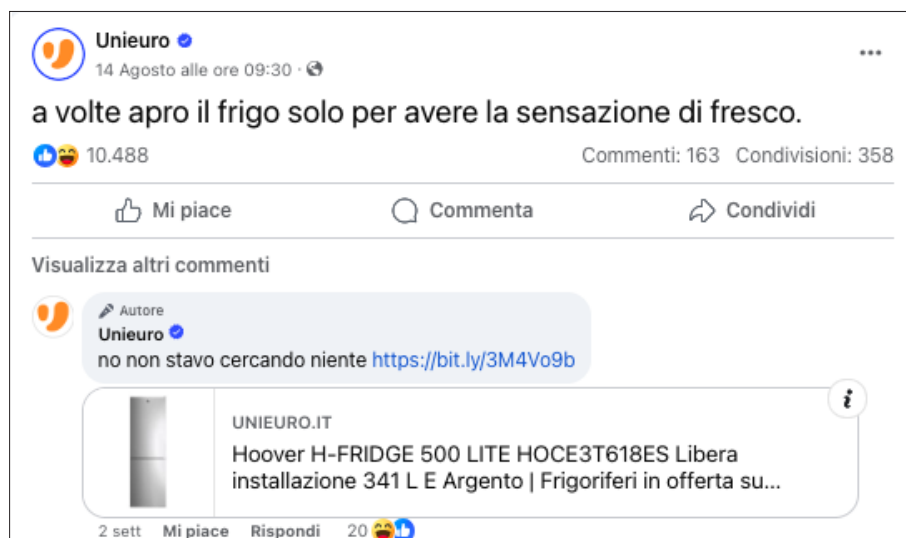 Unieuro
14 Agosto alle ore 09:30 ·
a volte apro il frigo solo per avere la sensazione di fresco.
10.488 Commenti: 163 Condivisioni: 358
Mi piace Commenta Condividi
Visualizza altri commenti
Autore
Unieuro
no non stavo cercando niente https://bit.ly/3M4Vo9b
UNIEURO.IT
Hoover H-FRIDGE 500 LITE HOCE3T618ES Libera
installazione 341 L E Argento | Frigoriferi in offerta su...
2 sett Mi piace Rispondi 20